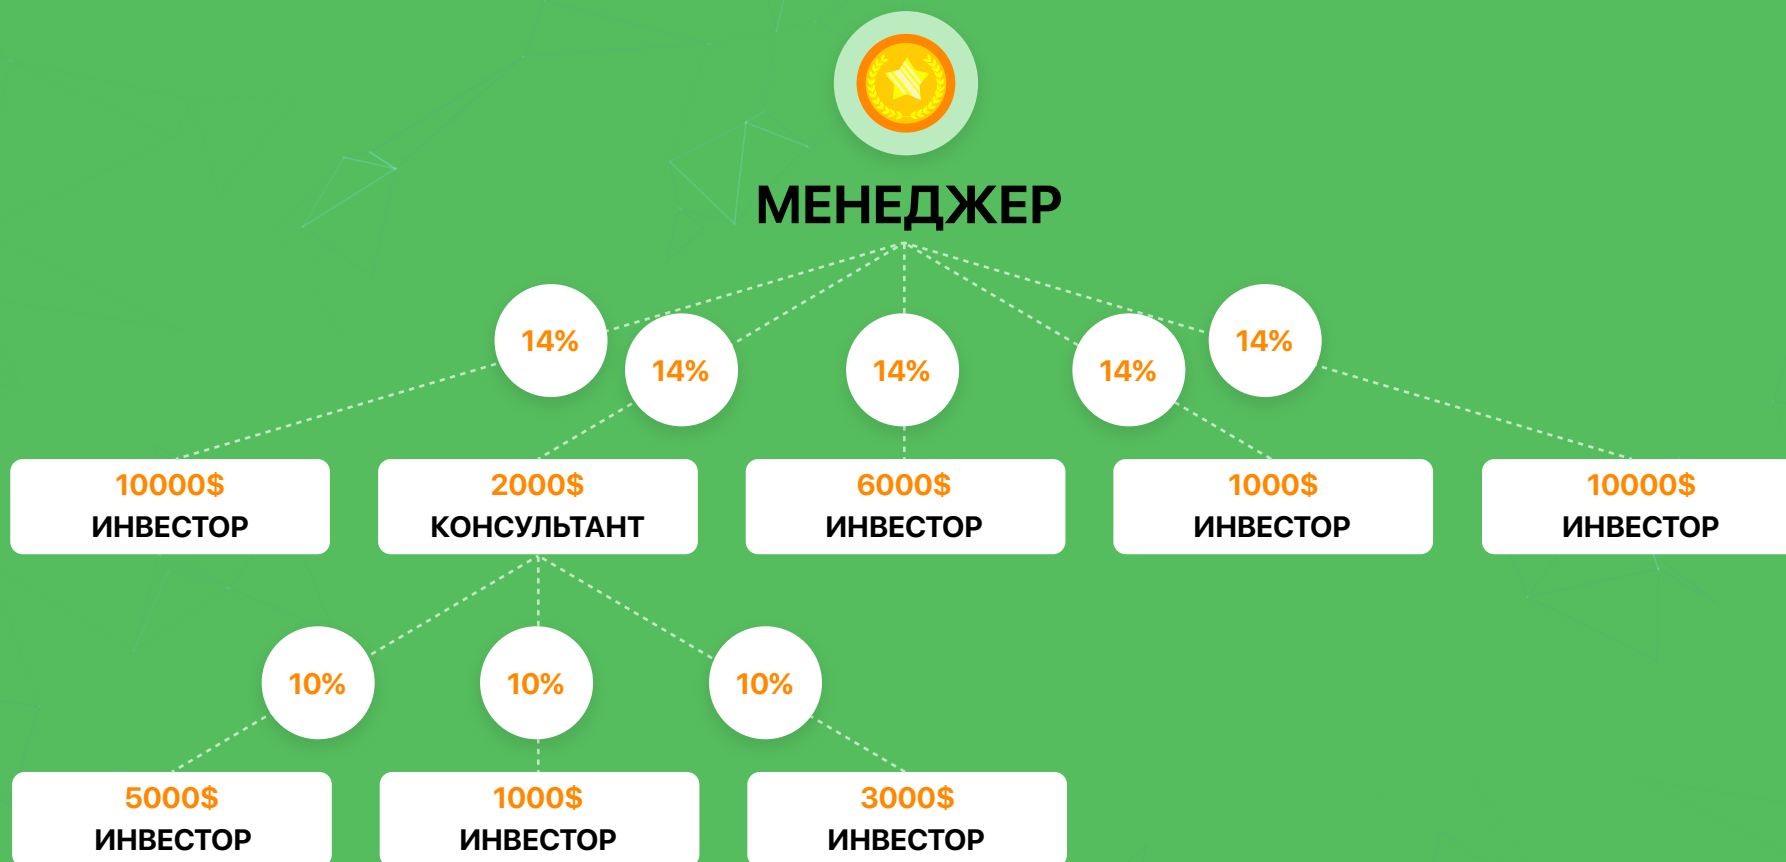 МЕНЕДЖЕР
14%
14%
14%
14%
14%
10000$
ИНВЕСТОР
2000$
КОНСУЛЬТАНТ
6000$
ИНВЕСТОР
1000$
ИНВЕСТОР
10000$
ИНВЕСТОР
10%
10%
10%
5000$
ИНВЕСТОР
1000$
ИНВЕСТОР
3000$
ИНВЕСТОР